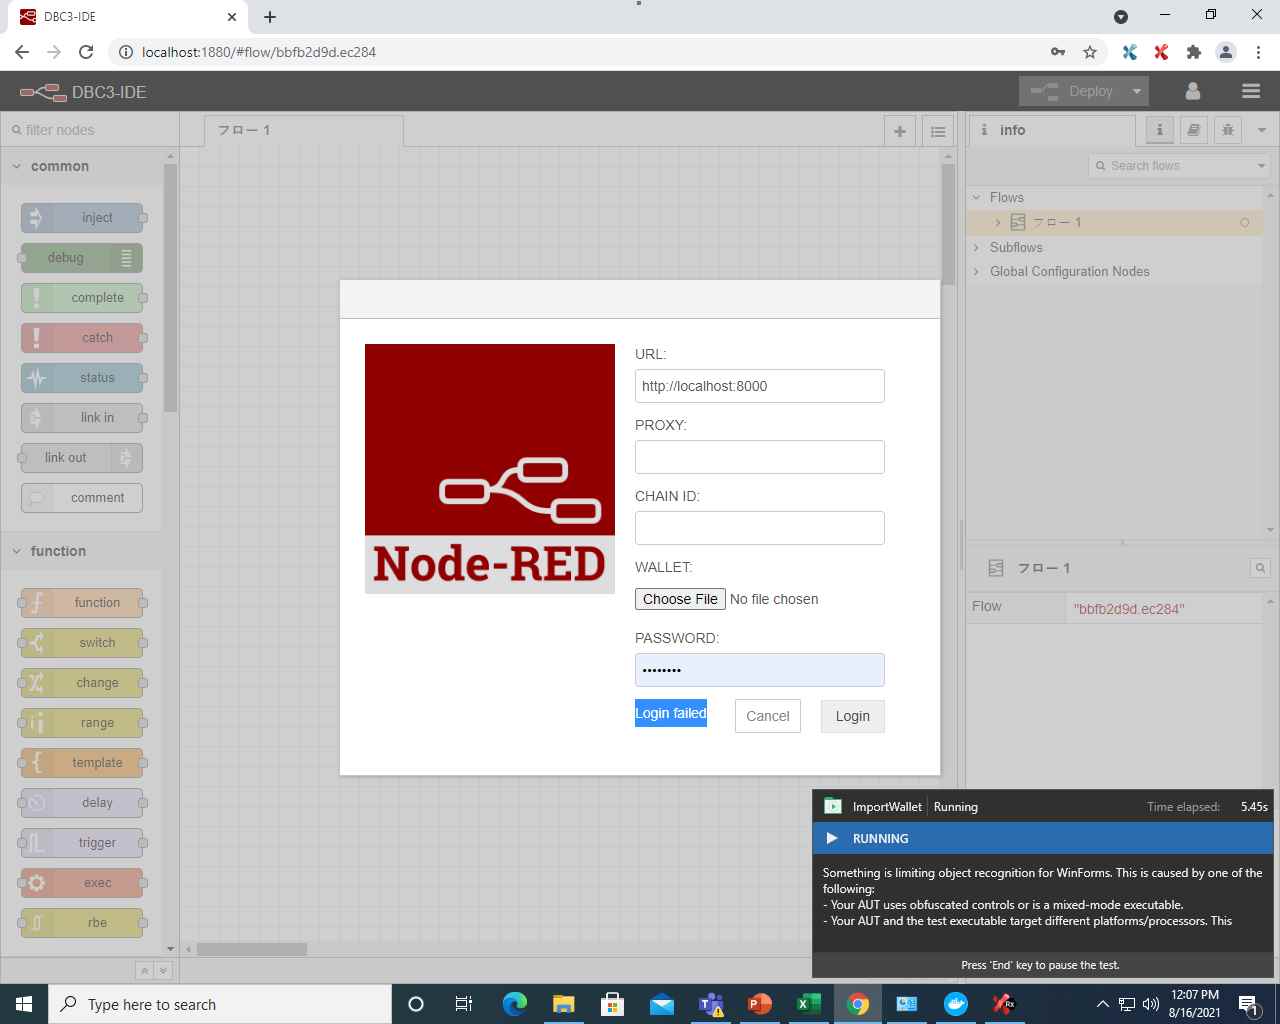 DBC3-IDE
localhost:1880/#flow/bbfb2d9d.ec284
DBC3-IDE
Deploy
filter nodes
フロー 1
info
Search flows
common
inject
debug
complete
catch
status
link in
link out
comment
function
function
switch
change
range
template
delay
trigger
exec
rbe
Flows
フロー 1
Subflows
Global Configuration Nodes
フロー 1
Flow
"bbfb2d9d.ec284"
Node-RED
URL:
http://localhost:8000
PROXY:
CHAIN ID:
WALLET:
Choose File No file chosen
PASSWORD:
••••••••
Login failed
Cancel
Login
ImportWallet
Running
Time elapsed: 5.45s
RUNNING
Something is limiting object recognition for WinForms. This is caused by one of the
following:
- Your AUT uses obfuscated controls or is a mixed-mode executable.
- Your AUT and the test executable target different platforms/processors. This
Press 'End' key to pause the test.
Type here to search
12:07 PM
8/16/2021
1